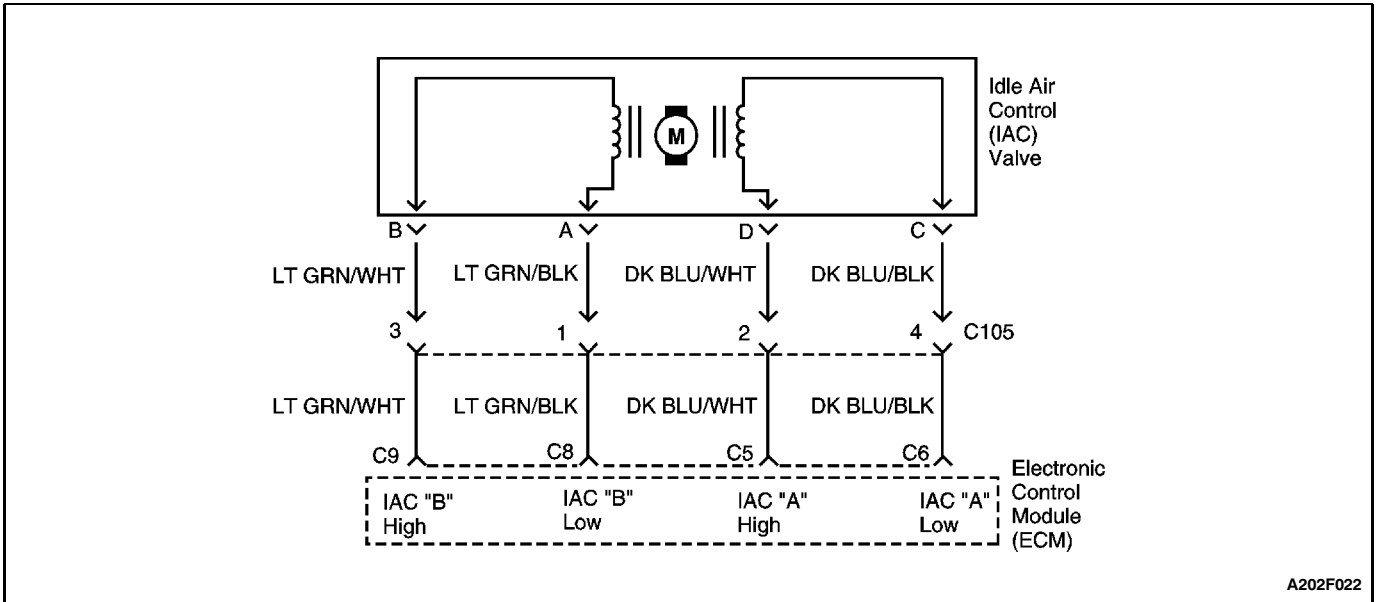 Idle Air
Control
(IAC)
Valve
M
B A D C
LT GRN/WHT LT GRN/BLK DK BLU/WHT DK BLU/BLK
3 1 2 4 C105
LT GRN/WHT LT GRN/BLK DK BLU/WHT DK BLU/BLK
C9 C8 C5 C6
IAC "B"
High
IAC "B"
Low
IAC "A"
High
IAC "A"
Low
Electronic
Control
Module
(ECM)
A202F022